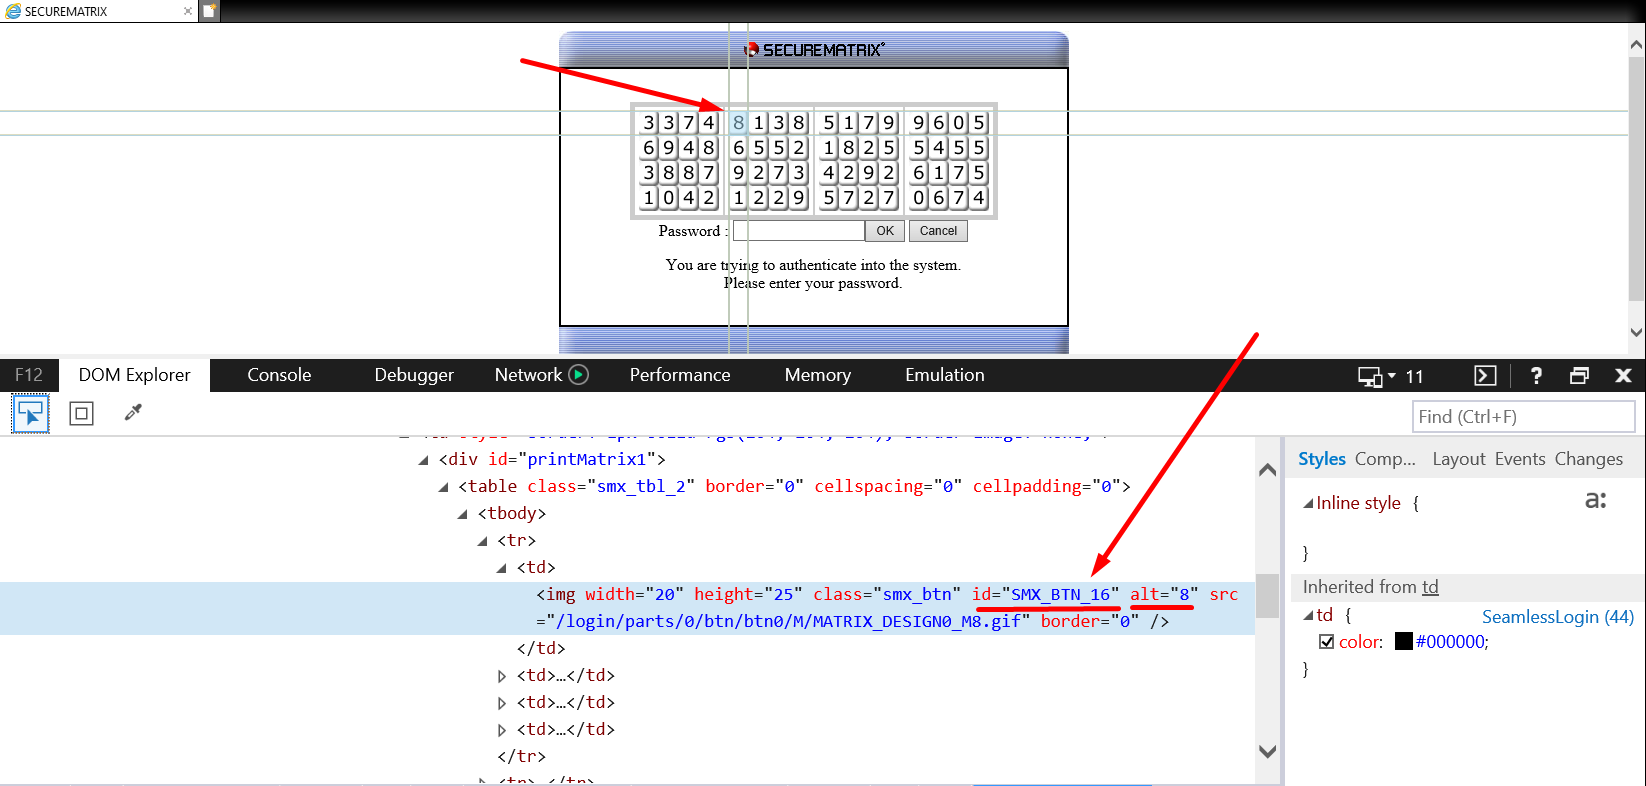 SECUREMATRIX
SECUREMATRIX®
3 3 7 4 8 1 3 8 5 1 7 9 9 6 0 5
6 9 4 8 6 5 5 2 1 8 2 5 5 4 5 5
3 8 8 7 9 2 7 3 4 2 9 2 6 1 7 5
1 0 4 2 1 2 2 9 5 7 2 7 0 6 7 4
Password : OK Cancel
You are trying to authenticate into the system.
Please enter your password.
F12 DOM Explorer Console Debugger Network Performance Memory Emulation 11 ?
Find (Ctrl+F)
<div id="printMatrix1">
<table class="smx_tbl_2" border="0" cellspacing="0" cellpadding="0">
<tbody>
<tr>
<td>
<img width="20" height="25" class="smx_btn" id="SMX_BTN_16" alt="8" src
="/login/parts/0/btn/btn0/M/MATRIX_DESIGN0_M8.gif" border="0" />
</td>
<td>…</td>
<td>…</td>
<td>…</td>
</tr>
Styles Comp... Layout Events Changes
Inline style {
a:
}
Inherited from td
td { SeamlessLogin (44)
color: #000000;
}